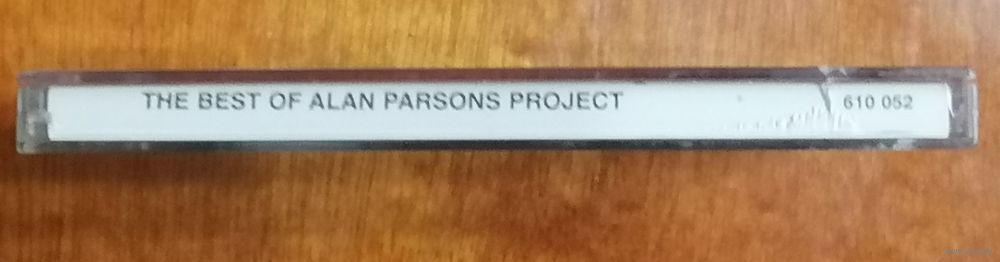 THE BEST OF ALAN PARSONS PROJECT 610 052